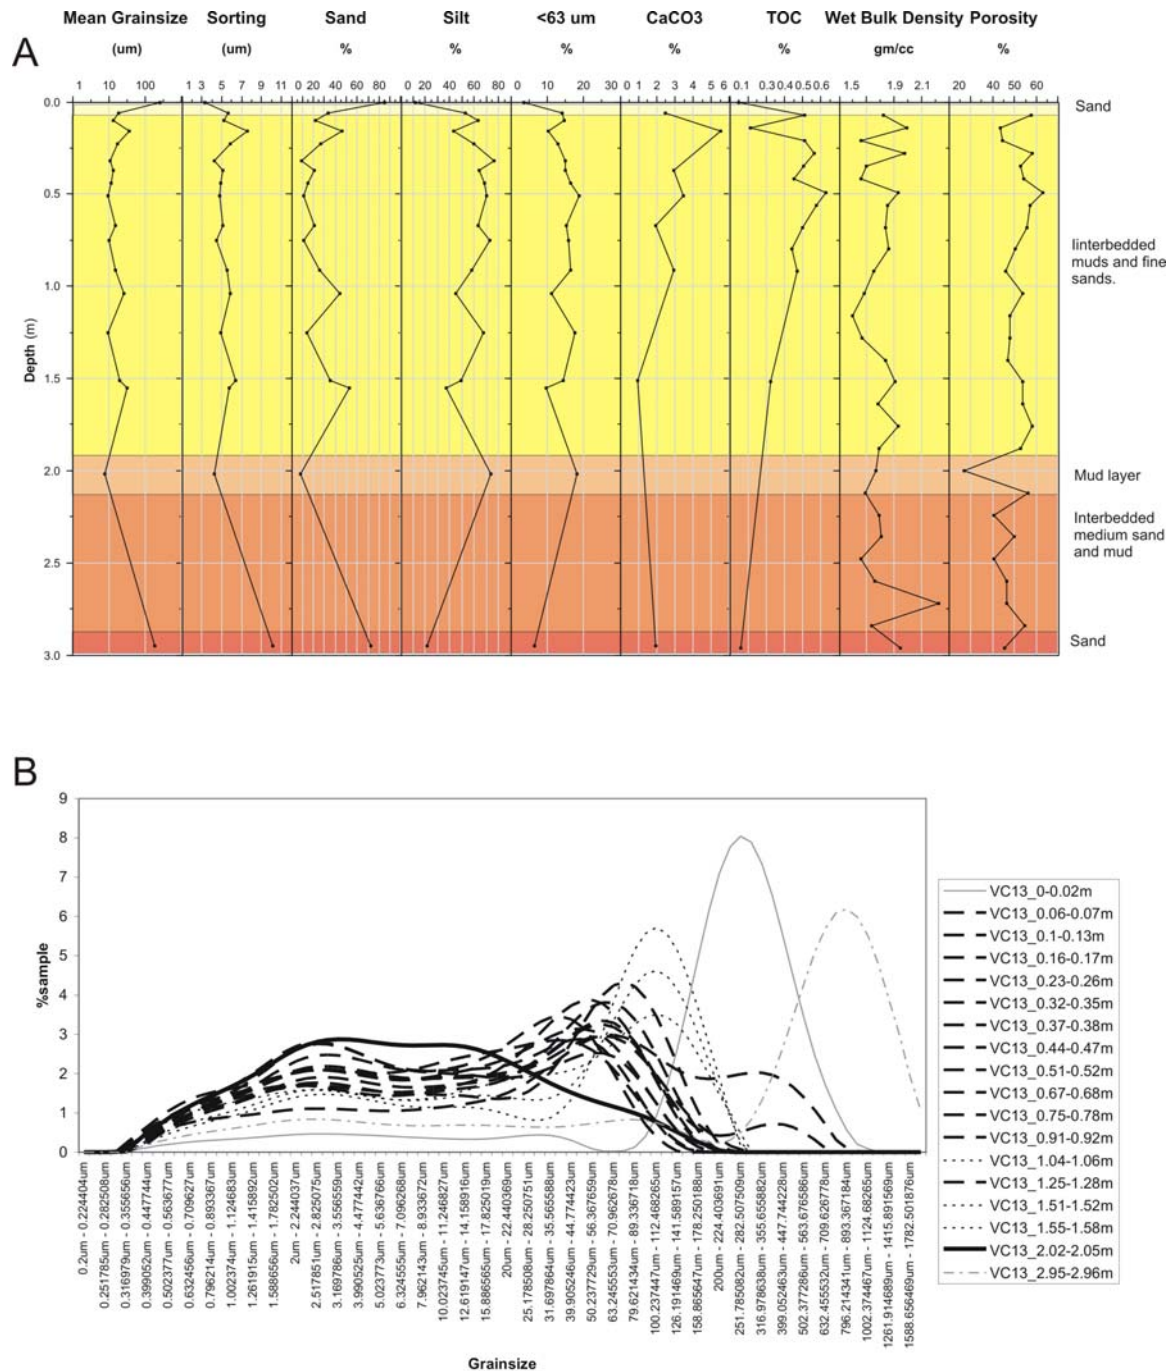 Mean Grainsize Sorting Sand Silt <63 um CaCO3 TOC Wet Bulk Density Porosity
(um) (um) % % % % % gm/cc %
A
1 10 100 1 3 5 7 9 11 0 20 40 60 80 0 20 40 60 80 0 10 20 30 0 1 2 3 4 5 6 0.1 0.3 0.5 0.6 1.5 1.9 2.1 20 40 50 60
0.0
0.5
1.0
1.5
2.0
2.5
3.0
Depth (m)
Sand
Iinterbedded
muds and fine
sands.
Mud layer
Interbedded
medium sand
and mud
Sand
B
9
8
7
6
5
4
3
2
1
0
%sample
0.2um - 0.224404um
0.251785um - 0.282508um
0.316979um - 0.355656um
0.399052um - 0.447744um
0.502377um - 0.563677um
0.632456um - 0.709627um
0.796214um - 0.893367um
1.002374um - 1.124683um
1.261915um - 1.415892um
1.588656um - 1.782502um
2um - 2.244037um
2.517851um - 2.825075um
3.169786um - 3.556559um
3.990525um - 4.477442um
5.023773um - 5.636766um
6.324555um - 7.096268um
7.962143um - 8.933672um
10.023745um - 11.246827um
12.619147um - 14.158916um
15.886565um - 17.825019um
20um - 22.440369um
25.178508um - 28.250751um
31.697864um - 35.565588um
39.905246um - 44.774423um
50.237729um - 56.367659um
63.245553um - 70.962678um
79.621434um - 89.336718um
100.237447um - 112.468265um
126.191469um - 141.589157um
158.865647um - 178.250188um
200um - 224.403691um
251.785082um - 282.507509um
316.978638um - 355.655882um
399.052463um - 447.744228um
502.377286um - 563.676586um
632.455532um - 709.626778um
796.214341um - 893.367184um
1002.374467um - 1124.68265um
1261.914689um - 1415.891569um
1588.656469um - 1782.501876um
Grainsize
VC13_0-0.02m
VC13_0.06-0.07m
VC13_0.1-0.13m
VC13_0.16-0.17m
VC13_0.23-0.26m
VC13_0.32-0.35m
VC13_0.37-0.38m
VC13_0.44-0.47m
VC13_0.51-0.52m
VC13_0.67-0.68m
VC13_0.75-0.78m
VC13_0.91-0.92m
VC13_1.04-1.06m
VC13_1.25-1.28m
VC13_1.51-1.52m
VC13_1.55-1.58m
VC13_2.02-2.05m
VC13_2.95-2.96m